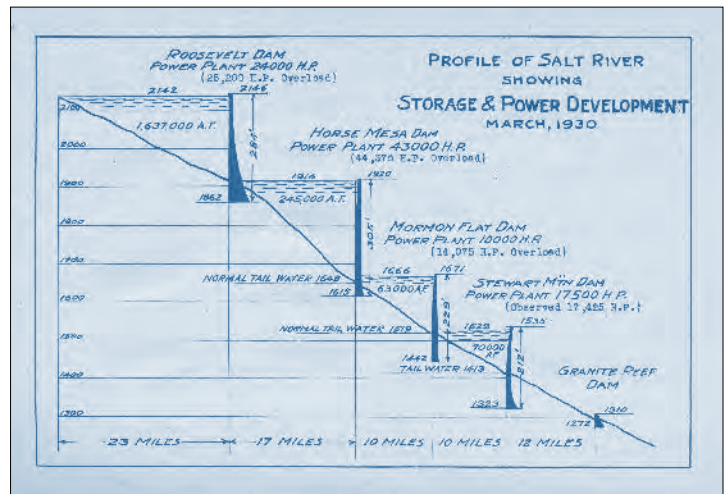 PROFILE OF SALT RIVER
SHOWING
STORAGE & POWER DEVELOPMENT
MARCH, 1930
ROOSEVELT DAM
POWER PLANT 24000 H.P.
(25,200 H.P. Overload)
2142
2146
1,637,000 A.F.
284'
1862
HORSE MESA DAM
POWER PLANT 43000 H.P.
(44,375 H.P. Overload)
1916
1920
245,000 A.F.
305'
NORMAL TAIL WATER 1648
1615
MORMON FLAT DAM
POWER PLANT 10000 H.P.
1666
1671
63000 AF
229'
NORMAL TAIL WATER 1619
1442
TAIL WATER 1413
STEWART MTN DAM
POWER PLANT 17500 H.P.
(Observed 17,425 H.P.)
1529
1535
70000
AF
212'
1323
GRANITE REEF
DAM
1310
1272
2100
2000
1900
1800
1700
1600
1500
1400
1300
23 MILES
17 MILES
10 MILES
10 MILES
12 MILES